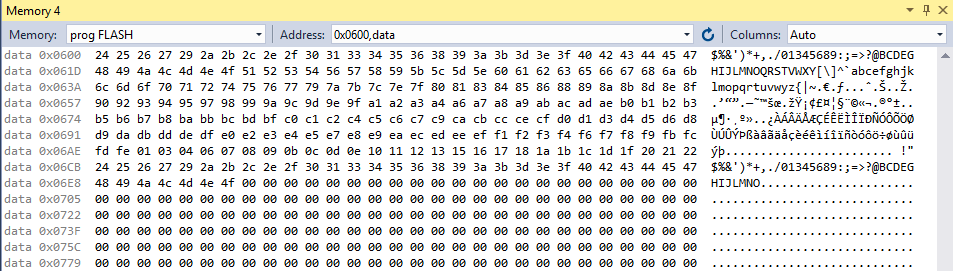 Memory 4
Memory: prog FLASH Address: 0x0600,data Columns: Auto
data 0x0600 24 25 26 27 29 2a 2b 2c 2e 2f 30 31 33 34 35 36 38 39 3a 3b 3d 3e 3f 40 42 43 44 45 47 $%&')*+,./01345689:;=>?@BCDEG
data 0x061D 48 49 4a 4c 4d 4e 4f 51 52 53 54 56 57 58 59 5b 5c 5d 5e 60 61 62 63 65 66 67 68 6a 6b HIJLMNOQRSTVWXY[\]^`abcefghjk
data 0x063A 6c 6d 6f 70 71 72 74 75 76 77 79 7a 7b 7c 7e 7f 80 81 83 84 85 86 88 89 8a 8b 8d 8e 8f lmopqrtuvwyz{|~.€.ƒ„…†ˆ‰Š‹.Ž.
data 0x0657 90 92 93 94 95 97 98 99 9a 9c 9d 9e 9f a1 a2 a3 a4 a6 a7 a8 a9 ab ac ad ae b0 b1 b2 b3 .’“”•—˜™šœ.žŸ¡¢£¤¦§¨©«¬.®°±²³
data 0x0674 b5 b6 b7 b8 ba bb bc bd bf c0 c1 c2 c4 c5 c6 c7 c9 ca cb cc ce cf d0 d1 d3 d4 d5 d6 d8 µ¶·¸º»¼½¿ÀÁÂÄÅÆÇÉÊËÌÎÏÐÑÓÔÕÖØ
data 0x0691 d9 da db dd de df e0 e2 e3 e4 e5 e7 e8 e9 ea ec ed ee ef f1 f2 f3 f4 f6 f7 f8 f9 fb fc ÙÚÛÝÞßàâãäåçèéêìíîïñòóôö÷øùûü
data 0x06AE fd fe 01 03 04 06 07 08 09 0b 0c 0d 0e 10 11 12 13 15 16 17 18 1a 1b 1c 1d 1f 20 21 22 ýþ........................ !"
data 0x06CB 24 25 26 27 29 2a 2b 2c 2e 2f 30 31 33 34 35 36 38 39 3a 3b 3d 3e 3f 40 42 43 44 45 47 $%&')*+,./01345689:;=>?@BCDEG
data 0x06E8 48 49 4a 4c 4d 4e 4f 00 00 00 00 00 00 00 00 00 00 00 00 00 00 00 00 00 00 00 00 00 00 HIJLMNO......................
data 0x0705 00 00 00 00 00 00 00 00 00 00 00 00 00 00 00 00 00 00 00 00 00 00 00 00 00 00 00 00 00 .............................
data 0x0722 00 00 00 00 00 00 00 00 00 00 00 00 00 00 00 00 00 00 00 00 00 00 00 00 00 00 00 00 00 .............................
data 0x073F 00 00 00 00 00 00 00 00 00 00 00 00 00 00 00 00 00 00 00 00 00 00 00 00 00 00 00 00 00 .............................
data 0x075C 00 00 00 00 00 00 00 00 00 00 00 00 00 00 00 00 00 00 00 00 00 00 00 00 00 00 00 00 00 .............................
data 0x0779 00 00 00 00 00 00 00 00 00 00 00 00 00 00 00 00 00 00 00 00 00 00 00 00 00 00 00 00 00 .............................